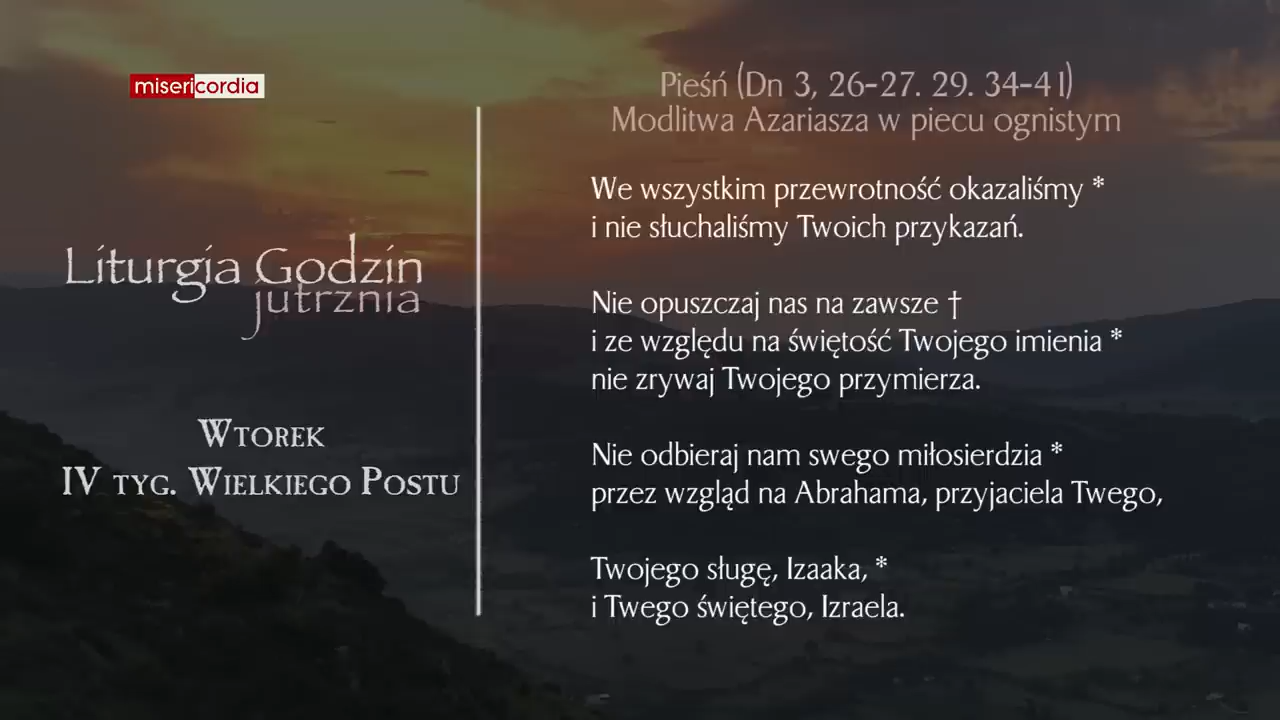 misericordia
Liturgia Godzin
jutrznia
Wtorek
IV tyg. Wielkiego Postu
Pieśń (Dn 3, 26-27. 29. 34-41)
Modlitwa Azariasza w piecu ognistym
We wszystkim przewrotność okazaliśmy *
i nie słuchaliśmy Twoich przykazań.
Nie opuszczaj nas na zawsze †
i ze względu na świętość Twojego imienia *
nie zrywaj Twojego przymierza.
Nie odbieraj nam swego miłosierdzia *
przez wzgląd na Abrahama, przyjaciela Twego,
Twojego sługę, Izaaka, *
i Twego świętego, Izraela.